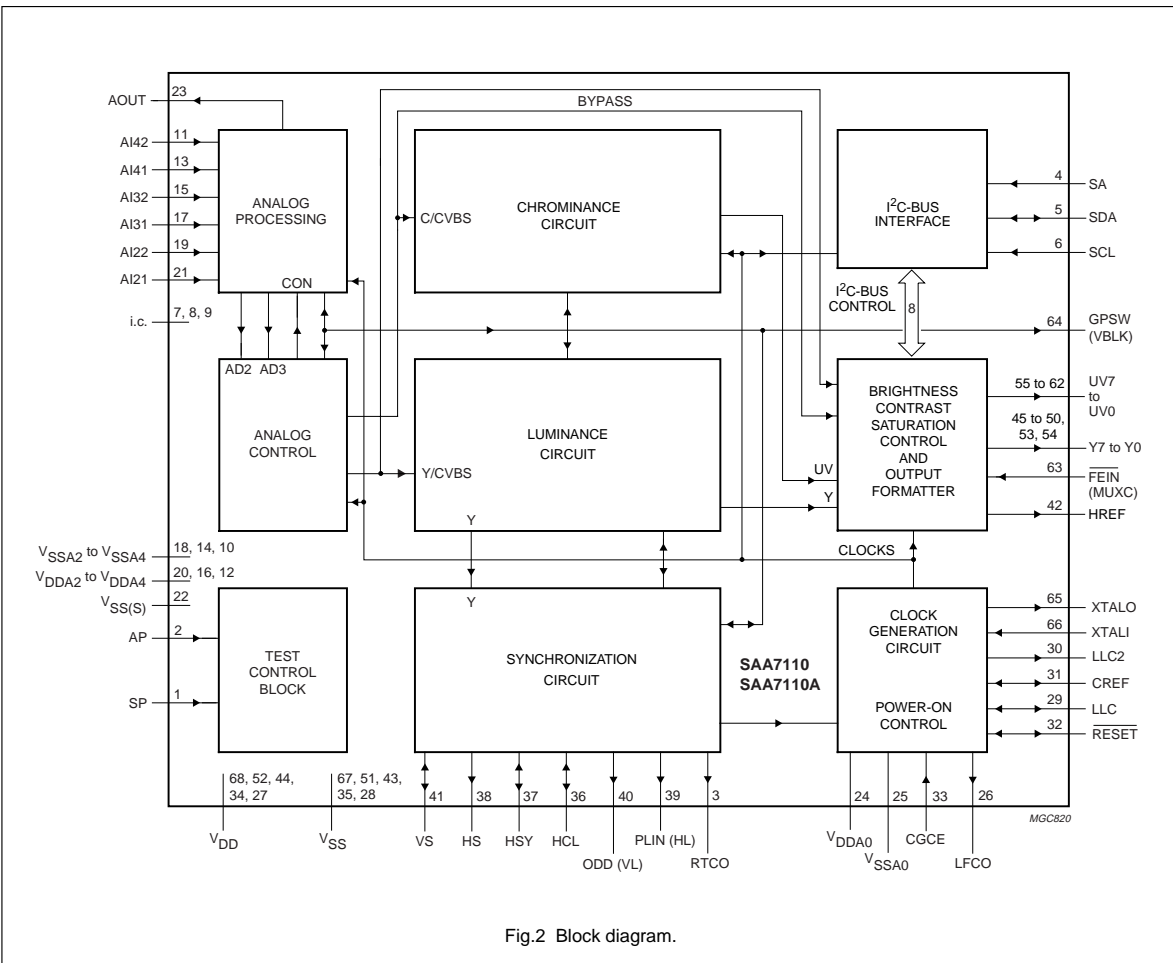 23
AOUT
BYPASS
11
AI42
13
AI41
15
AI32
17
AI31
19
AI22
21
AI21
ANALOG
PROCESSING
CON
7, 8, 9
i.c.
C/CVBS
CHROMINANCE
CIRCUIT
I²C-BUS
INTERFACE
4
SA
5
SDA
6
SCL
I²C-BUS
CONTROL
8
64
GPSW
(VBLK)
AD2
AD3
ANALOG
CONTROL
Y/CVBS
LUMINANCE
CIRCUIT
Y
UV
Y
BRIGHTNESS
CONTRAST
SATURATION
CONTROL
AND
OUTPUT
FORMATTER
55 to 62
UV7
to
UV0
45 to 50,
53, 54
Y7 to Y0
63
FEIN
(MUXC)
42
HREF
VSSA2 to VSSA4
18, 14, 10
VDDA2 to VDDA4
20, 16, 12
VSS(S)
22
AP
2
SP
1
TEST
CONTROL
BLOCK
CLOCKS
Y
SYNCHRONIZATION
CIRCUIT
SAA7110
SAA7110A
CLOCK
GENERATION
CIRCUIT
POWER-ON
CONTROL
65
XTALO
66
XTALI
30
LLC2
31
CREF
29
LLC
32
RESET
68, 52, 44,
34, 27
67, 51, 43,
35, 28
41
38
37
36
40
39
3
24
25
33
26
MGC820
VDD
VSS
VS
HS
HSY
HCL
ODD (VL)
PLIN (HL)
RTCO
VDDA0
VSSA0
CGCE
LFCO
Fig.2 Block diagram.